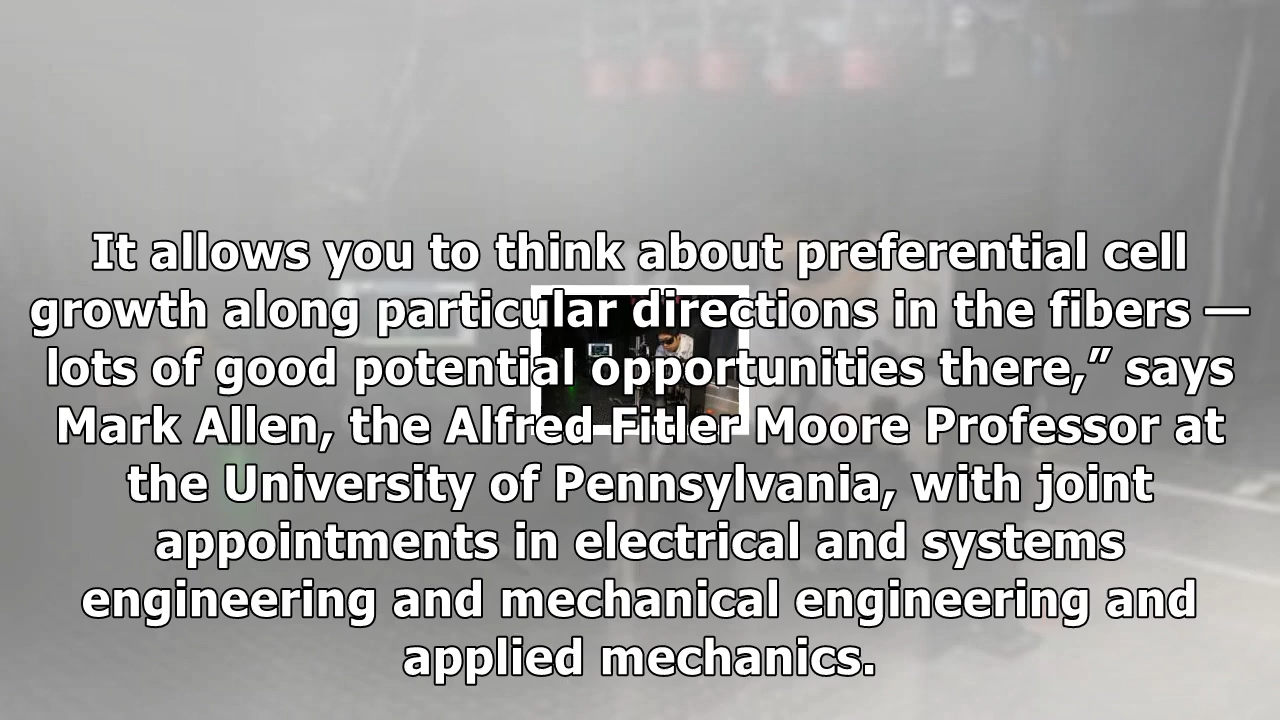 It allows you to think about preferential cell
growth along particular directions in the fibers —
lots of good potential opportunities there,” says
Mark Allen, the Alfred Fitler Moore Professor at
the University of Pennsylvania, with joint
appointments in electrical and systems
engineering and mechanical engineering and
applied mechanics.